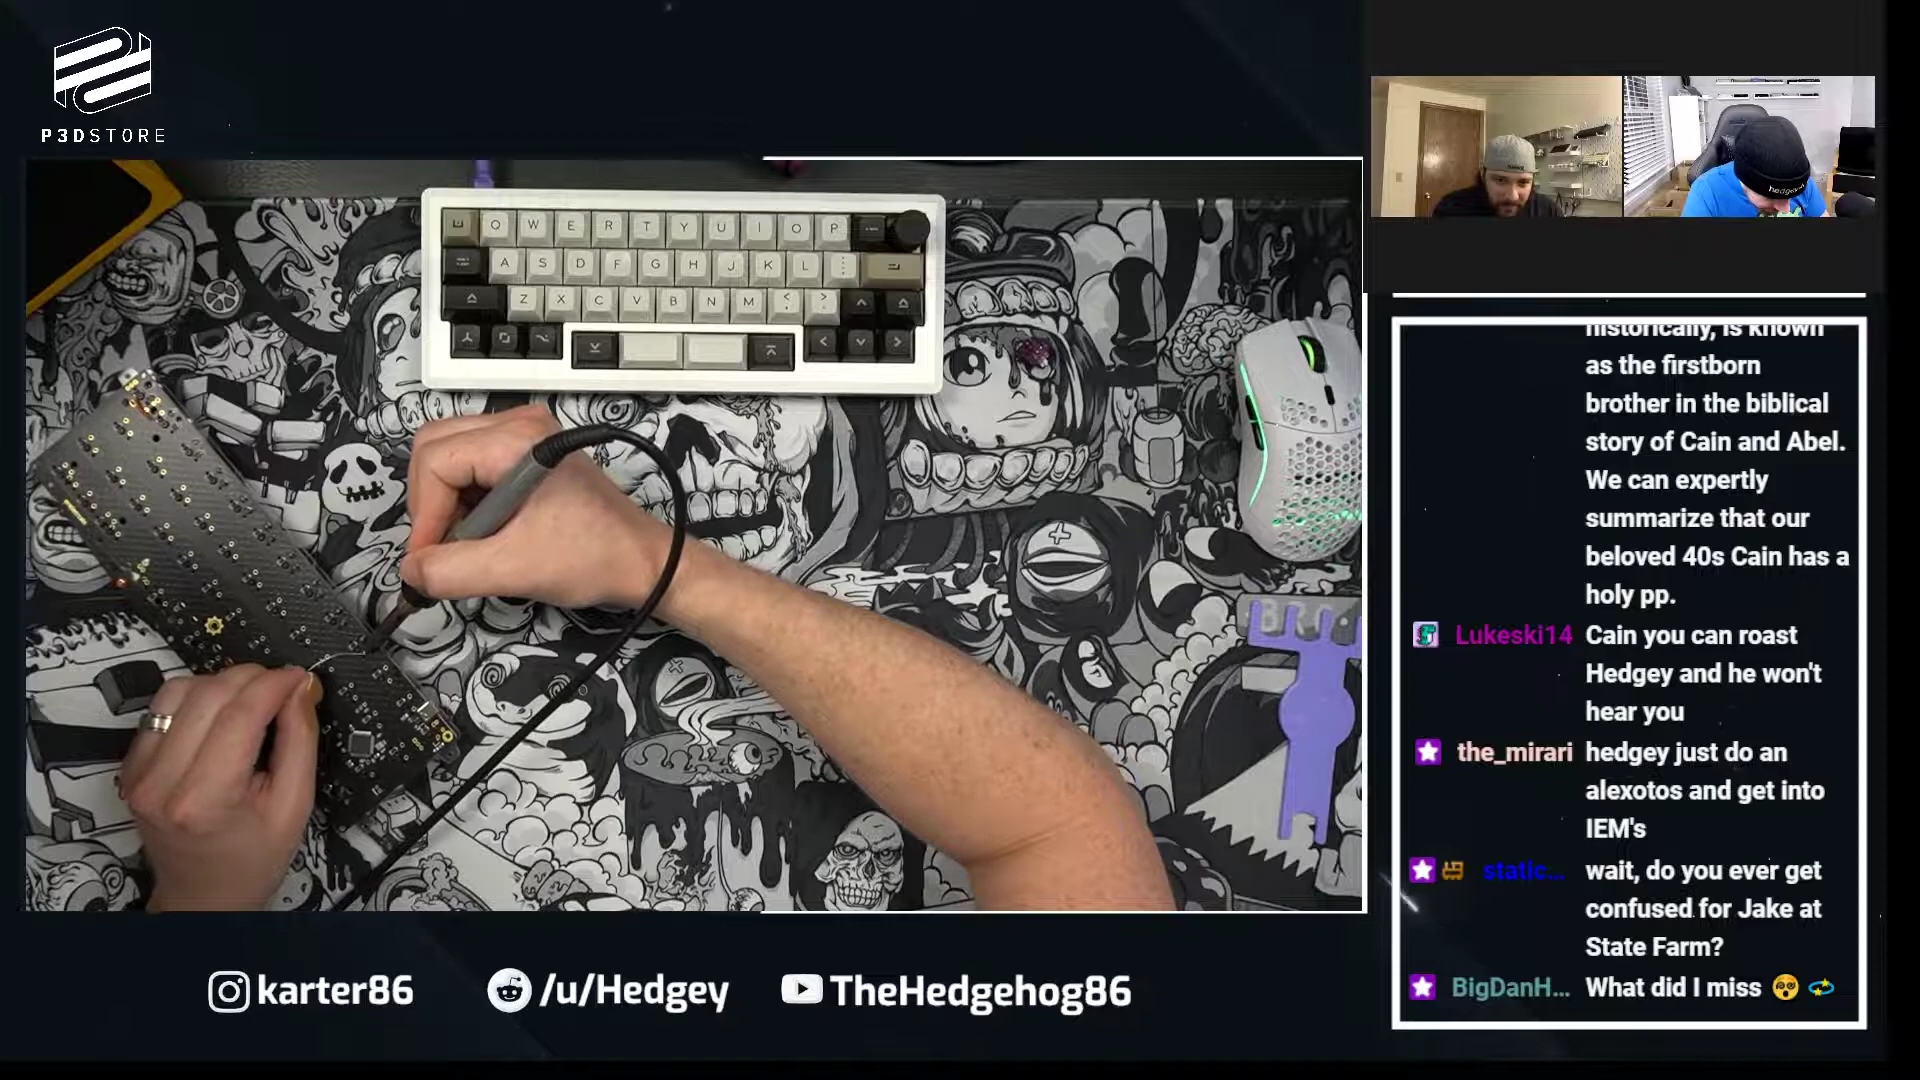 P3DSTORE
Q W E R T Y U I O P
A S D F G H J K L
Z X C V B N M
historically, is known
as the firstborn
brother in the biblical
story of Cain and Abel.
We can expertly
summarize that our
beloved 40s Cain has a
holy pp.
Lukeski14 Cain you can roast
Hedgey and he won't
hear you
the_mirari hedgey just do an
alexotos and get into
IEM's
static... wait, do you ever get
confused for Jake at
State Farm?
BigDanH... What did I miss
karter86 /u/Hedgey TheHedgehog86